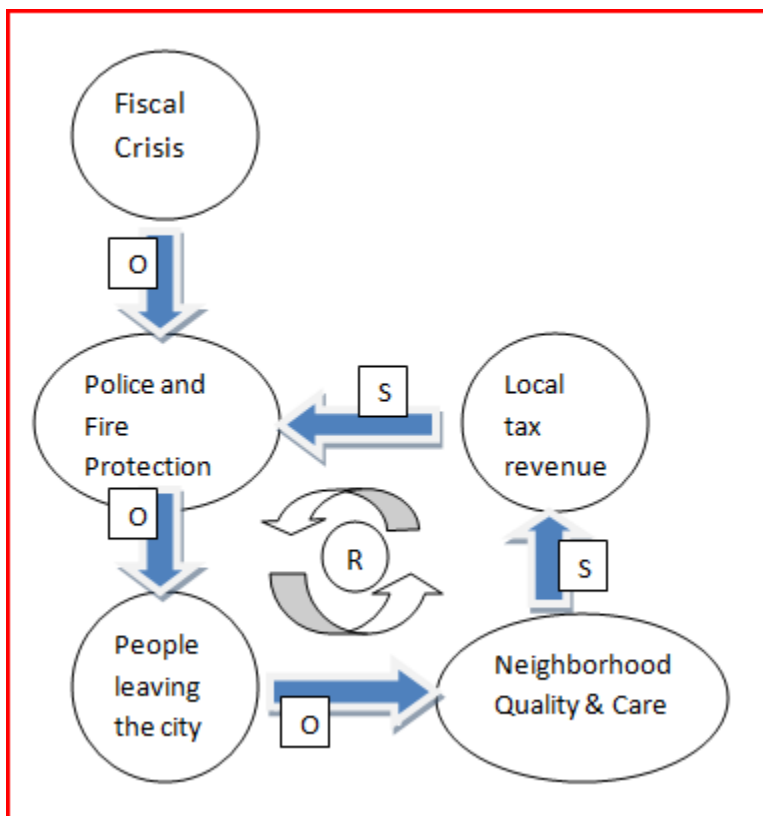 Fiscal
Crisis
O
Police and
Fire
Protection
S
Local
tax
revenue
O
R
S
People
leaving
the city
O
Neighborhood
Quality & Care